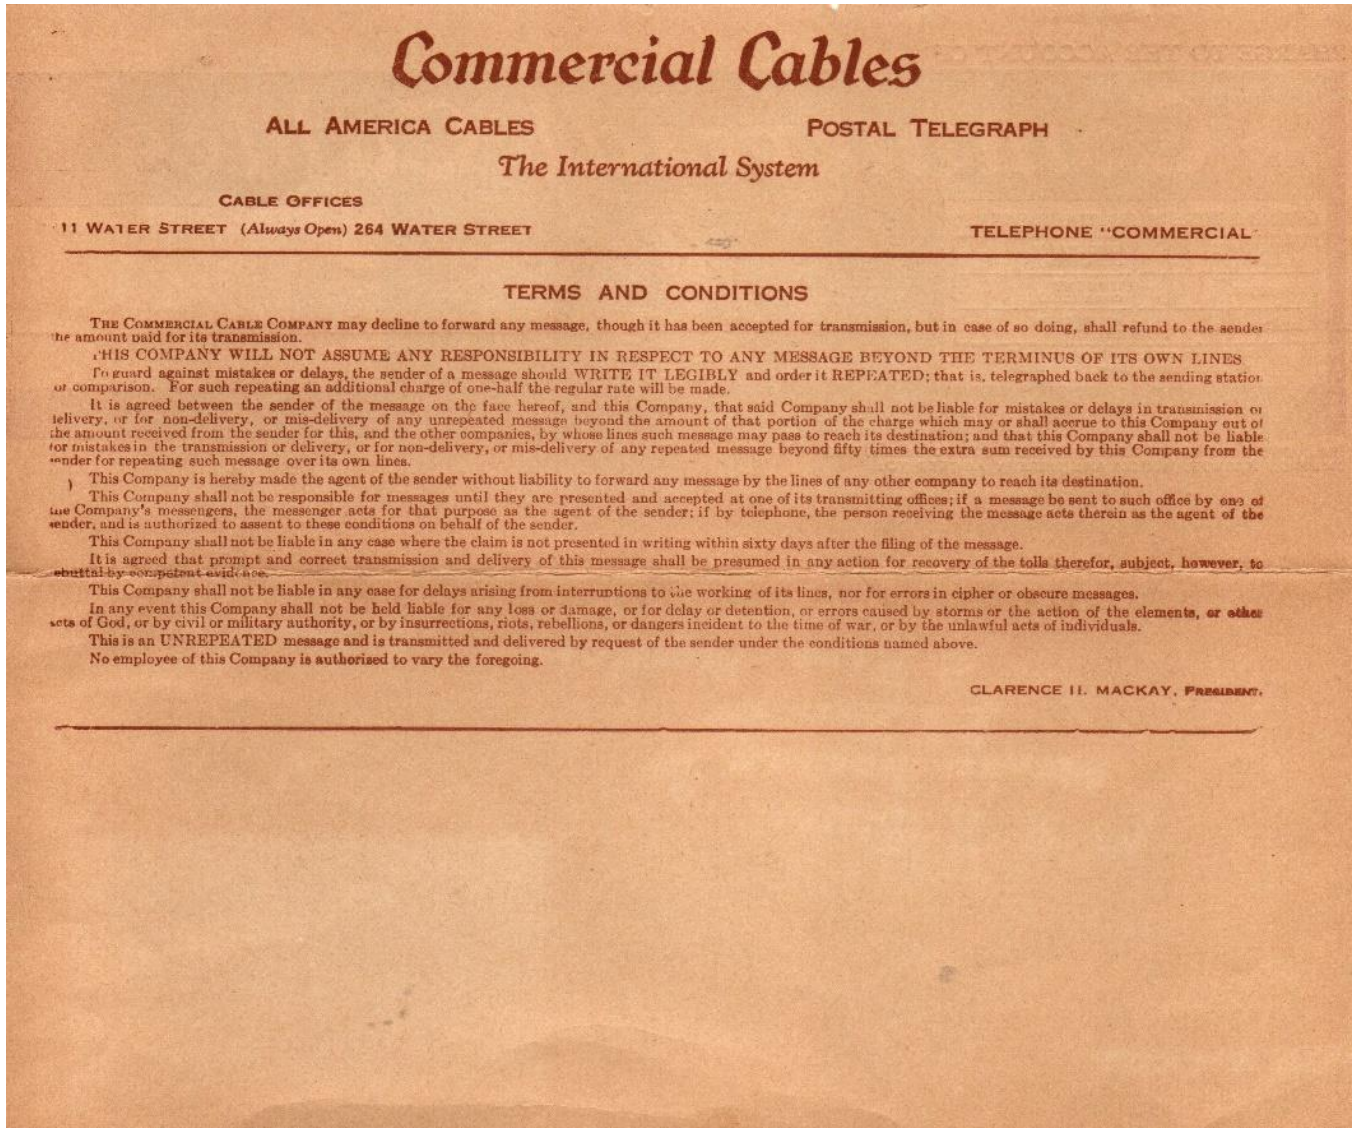 Commercial Cables
ALL AMERICA CABLES POSTAL TELEGRAPH
The International System
CABLE OFFICES
11 WATER STREET (Always Open) 264 WATER STREET TELEPHONE "COMMERCIAL
TERMS AND CONDITIONS
THE COMMERCIAL CABLE COMPANY may decline to forward any message, though it has been accepted for transmission, but in case of so doing, shall refund to the sender
the amount paid for its transmission.
THIS COMPANY WILL NOT ASSUME ANY RESPONSIBILITY IN RESPECT TO ANY MESSAGE BEYOND THE TERMINUS OF ITS OWN LINES
To guard against mistakes or delays, the sender of a message should WRITE IT LEGIBLY and order it REPEATED; that is, telegraphed back to the sending station
or comparison. For such repeating an additional charge of one-half the regular rate will be made.
It is agreed between the sender of the message on the face hereof, and this Company, that said Company shall not be liable for mistakes or delays in transmission or
delivery, or for non-delivery, or mis-delivery of any unrepeated message beyond the amount of that portion of the charge which may or shall accrue to this Company out of
the amount received from the sender for this, and the other companies, by whose lines such message may pass to reach its destination; and that this Company shall not be liable
for mistakes in the transmission or delivery, or for non-delivery, or mis-delivery of any repeated message beyond fifty times the extra sum received by this Company from the
sender for repeating such message over its own lines.
This Company is hereby made the agent of the sender without liability to forward any message by the lines of any other company to reach its destination.
This Company shall not be responsible for messages until they are presented and accepted at one of its transmitting offices; if a message be sent to such office by one of
the Company's messengers, the messenger acts for that purpose as the agent of the sender; if by telephone, the person receiving the message acts therein as the agent of the
sender, and is authorized to assent to these conditions on behalf of the sender.
This Company shall not be liable in any case where the claim is not presented in writing within sixty days after the filing of the message.
It is agreed that prompt and correct transmission and delivery of this message shall be presumed in any action for recovery of the tolls therefor, subject, however, to
ebuttal by competent evidence.
This Company shall not be liable in any case for delays arising from interruptions to the working of its lines, nor for errors in cipher or obscure messages.
In any event this Company shall not be held liable for any loss or damage, or for delay or detention, or errors caused by storms or the action of the elements, or other
acts of God, or by civil or military authority, or by insurrections, riots, rebellions, or dangers incident to the time of war, or by the unlawful acts of individuals.
This is an UNREPEATED message and is transmitted and delivered by request of the sender under the conditions named above.
No employee of this Company is authorized to vary the foregoing.
CLARENCE H. MACKAY, PRESIDENT.